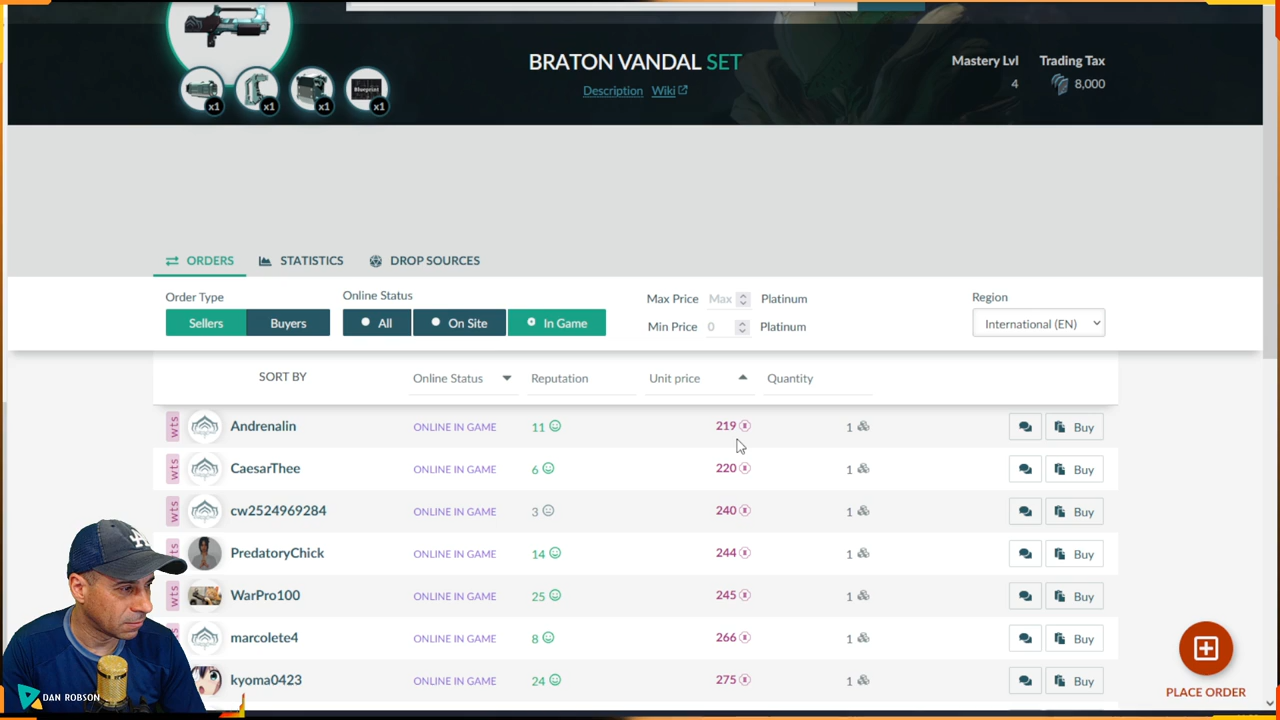 BRATON VANDAL SET
Description Wiki
Mastery Lvl
4
Trading Tax
8,000
x1 x1 x1 Blueprint x1
ORDERS STATISTICS DROP SOURCES
Order Type
Sellers Buyers
Online Status
All On Site In Game
Max Price Max Platinum
Min Price 0 Platinum
Region
International (EN)
SORT BY Online Status Reputation Unit price Quantity
wts Andrenalin ONLINE IN GAME 11 219 1 Buy
wts CaesarThee ONLINE IN GAME 6 220 1 Buy
wts cw2524969284 ONLINE IN GAME 3 240 1 Buy
wts PredatoryChick ONLINE IN GAME 14 244 1 Buy
wts WarPro100 ONLINE IN GAME 25 245 1 Buy
marcolete4 ONLINE IN GAME 8 266 1 Buy
kyoma0423 ONLINE IN GAME 24 275 1 Buy
PLACE ORDER
DAN ROBSON